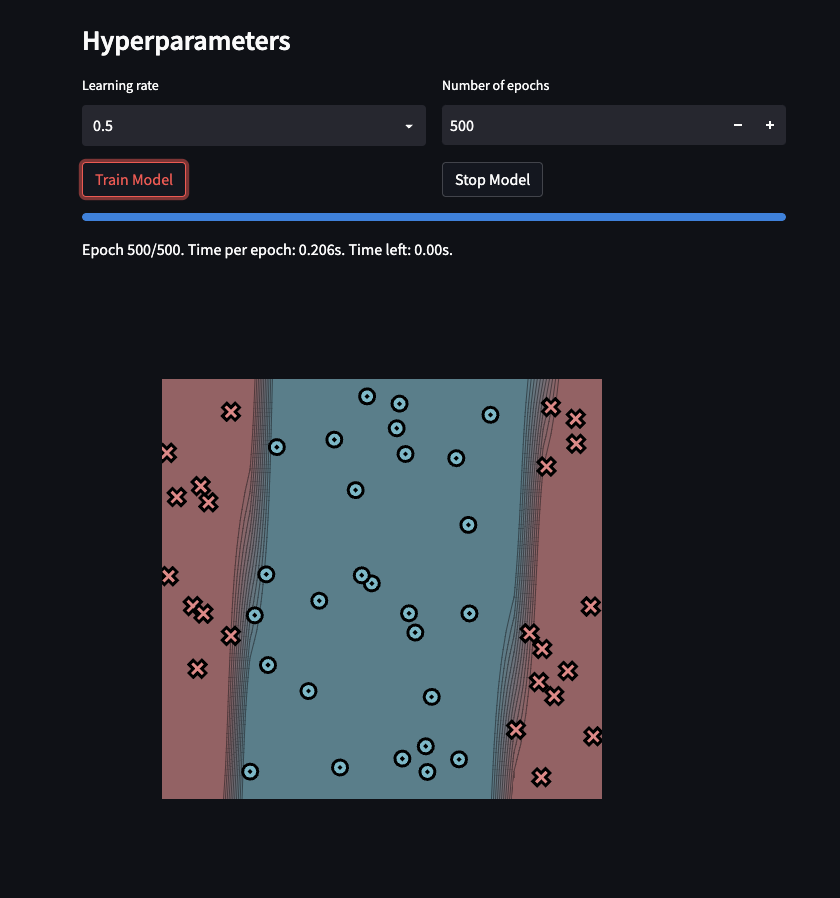 Hyperparameters
Learning rate
Number of epochs
0.5
500
Train Model
Stop Model
Epoch 500/500. Time per epoch: 0.206s. Time left: 0.00s.